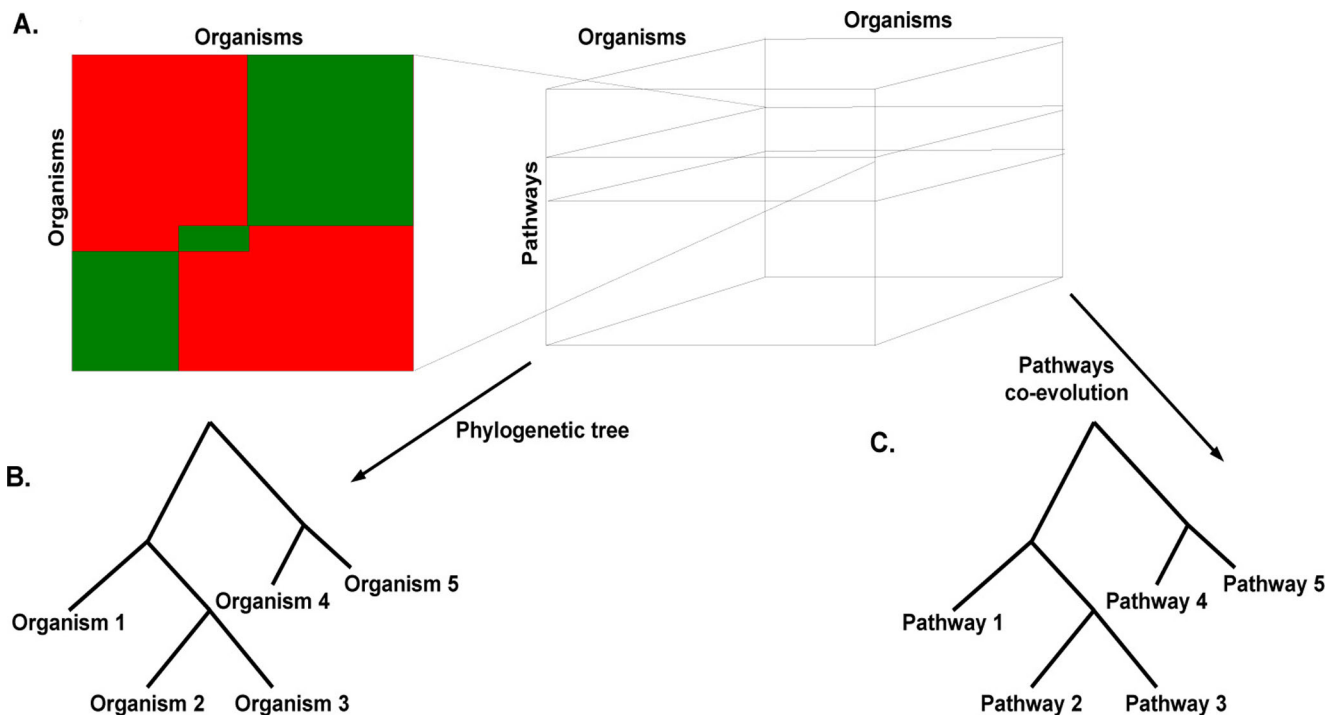 A.
Organisms
Organisms
Organisms
Organisms
Pathways
Phylogenetic tree
Pathways
co-evolution
B.
Organism 1
Organism 4
Organism 5
Organism 2
Organism 3
C.
Pathway 1
Pathway 4
Pathway 5
Pathway 2
Pathway 3